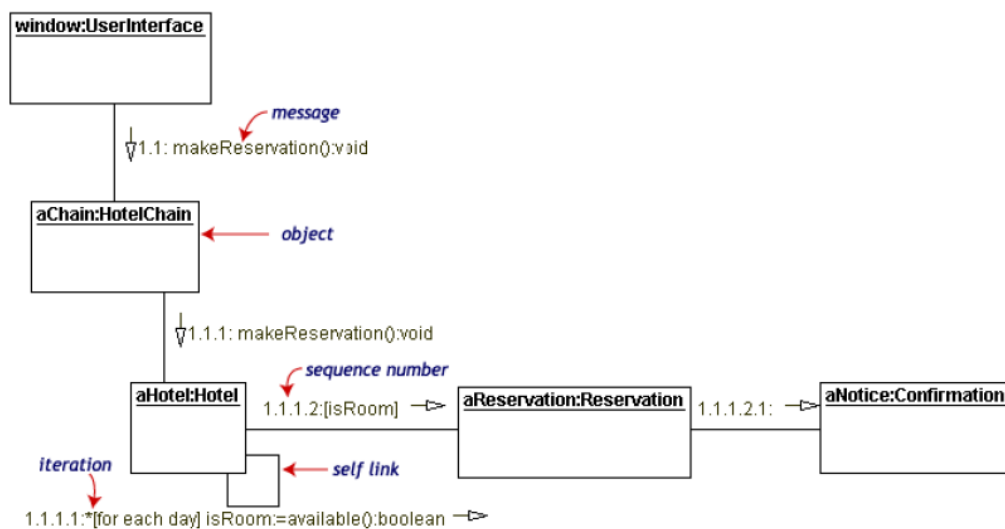 window:UserInterface
message
1.1: makeReservation():void
aChain:HotelChain
object
1.1.1: makeReservation():void
sequence number
aHotel:Hotel
1.1.1.2:[isRoom]
aReservation:Reservation
1.1.1.2.1:
aNotice:Confirmation
iteration
self link
1.1.1.1:*[for each day] isRoom:=available():boolean